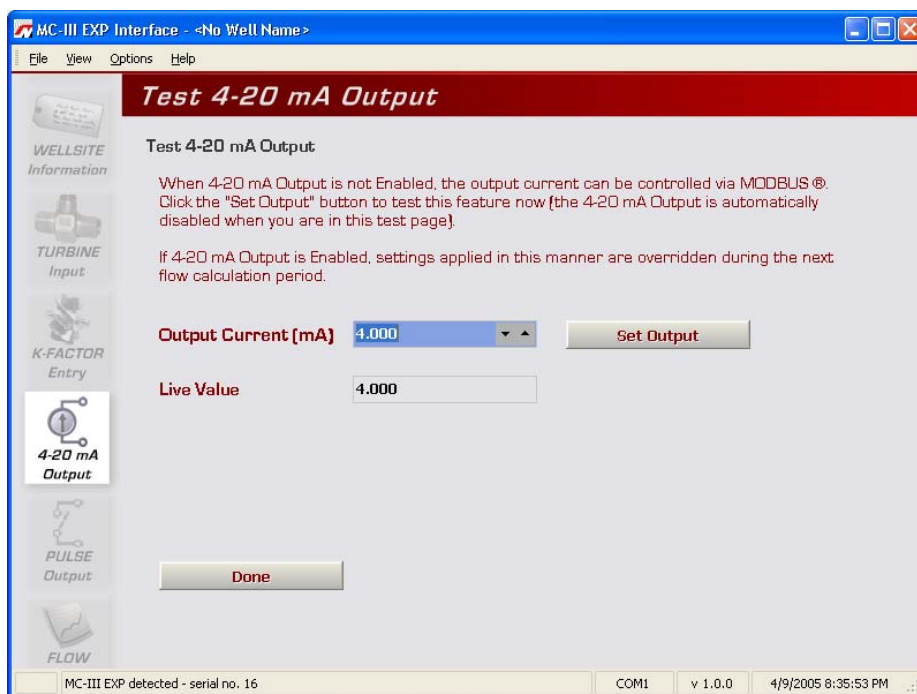 MC-III EXP Interface - <No Well Name>
File View Options Help
Test 4-20 mA Output
WELLSITE
Information
TURBINE
Input
K-FACTOR
Entry
4-20 mA
Output
PULSE
Output
FLOW
Test 4-20 mA Output
When 4-20 mA Output is not Enabled, the output current can be controlled via MODBUS ®.
Click the "Set Output" button to test this feature now (the 4-20 mA Output is automatically
disabled when you are in this test page).
If 4-20 mA Output is Enabled, settings applied in this manner are overridden during the next
flow calculation period.
Output Current (mA) 4.000 Set Output
Live Value 4.000
Done
MC-III EXP detected - serial no. 16 COM1 v 1.0.0 4/9/2005 8:35:53 PM